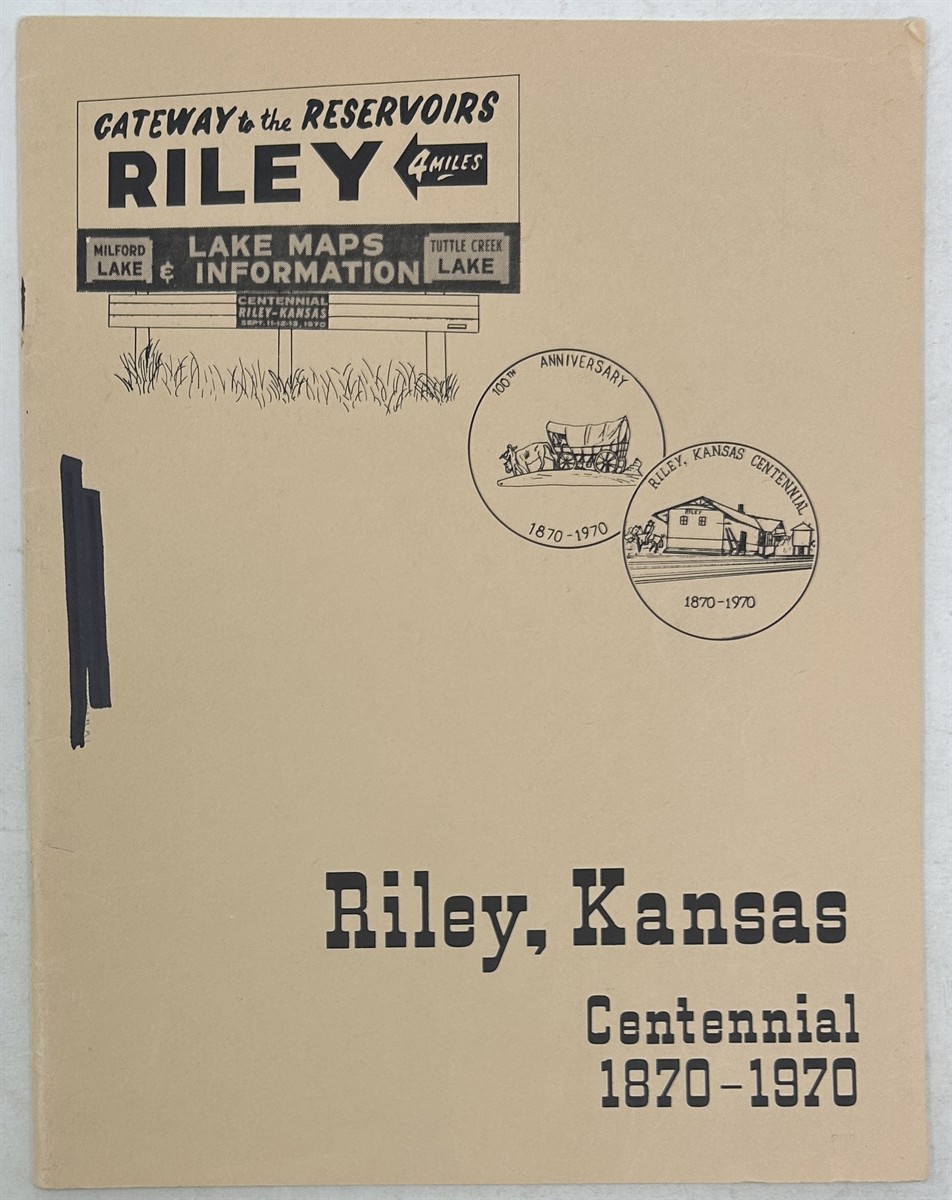 GATEWAY to the RESERVOIRS
RILEY 4 MILES
MILFORD LAKE & LAKE MAPS INFORMATION TUTTLE CREEK LAKE
CENTENNIAL
RILEY-KANSAS
SEPT. 11-12-13, 1970
100TH ANNIVERSARY
1870-1970
RILEY, KANSAS CENTENNIAL
RILEY
1870-1970
Riley, Kansas
Centennial
1870-1970